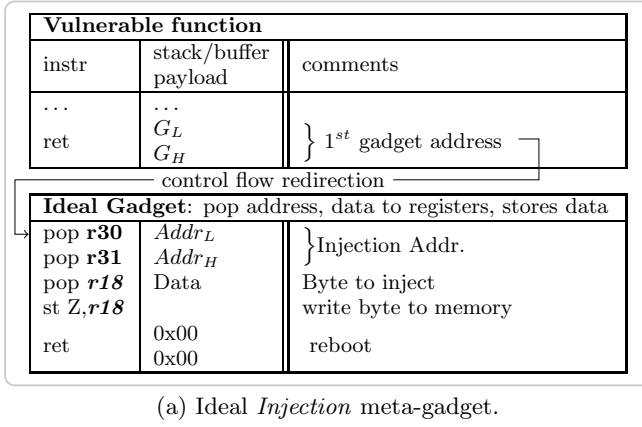 Vulnerable function
instr stack/buffer payload comments
. . . . . .
ret G_L G_H } 1^st gadget address
control flow redirection
Ideal Gadget: pop address, data to registers, stores data
pop r30 Addr_L
pop r31 Addr_H }Injection Addr.
pop r18 Data Byte to inject
st Z,r18 write byte to memory
ret 0x00 0x00 reboot
(a) Ideal Injection meta-gadget.